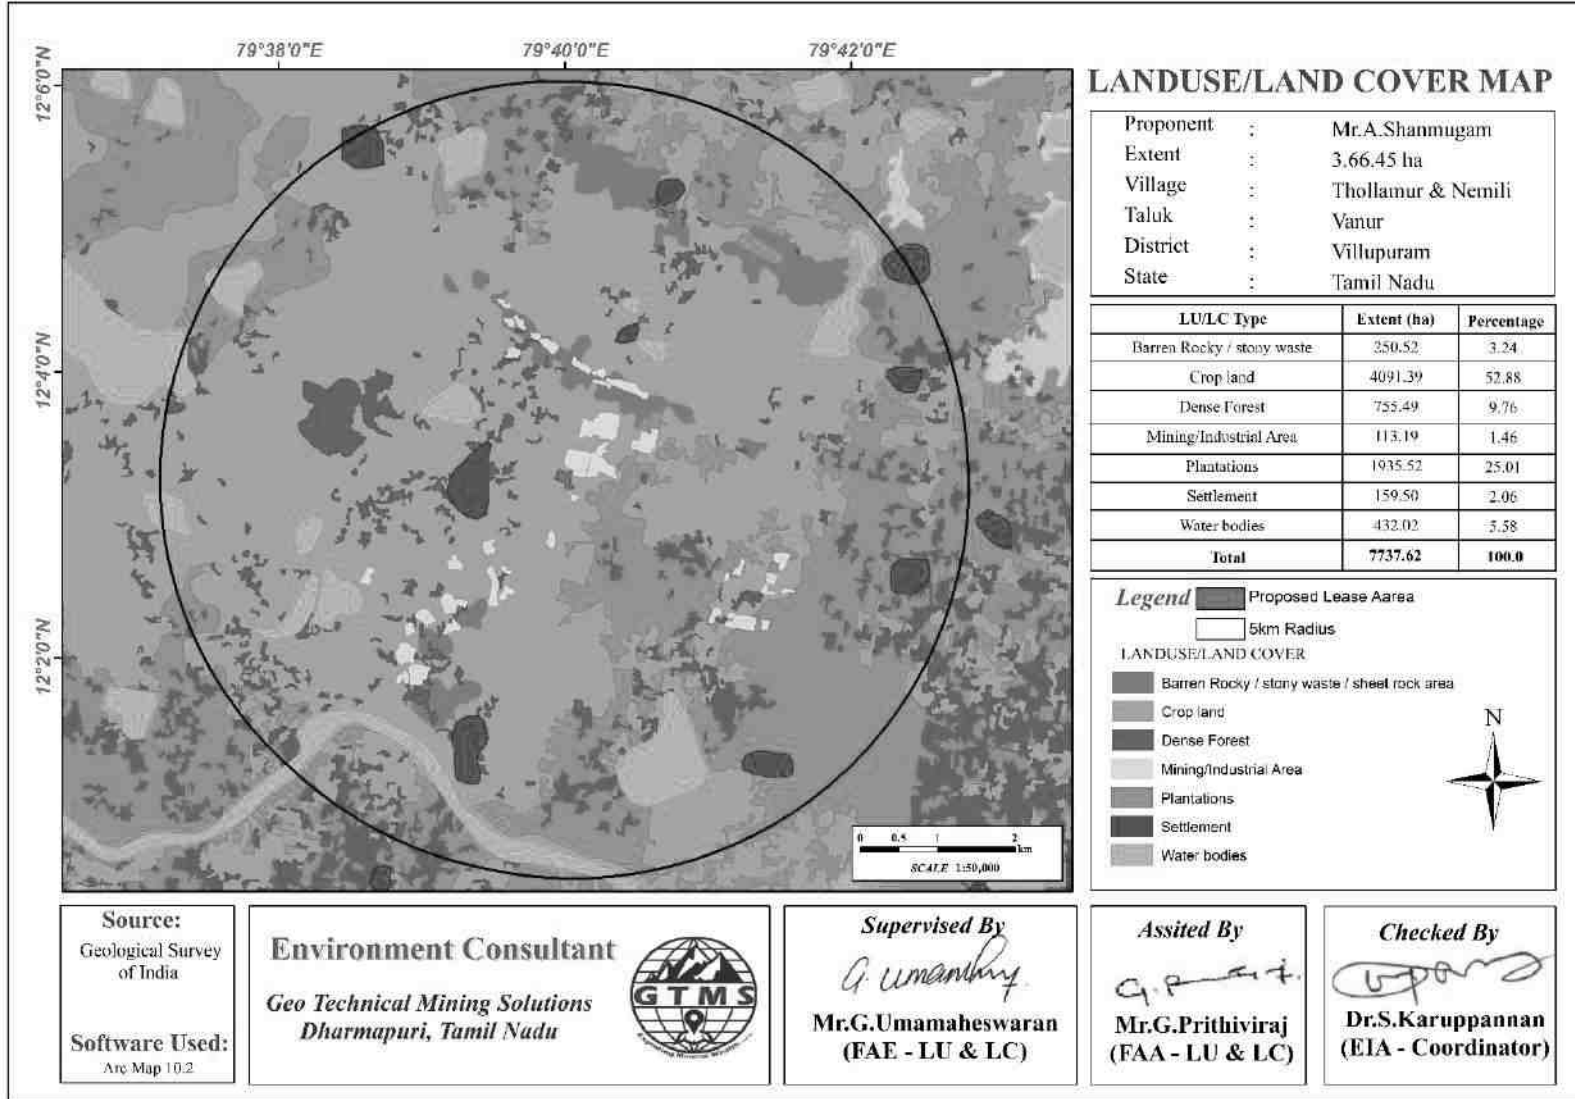 79°38'0"E 79°40'0"E 79°42'0"E
12°6'0"N
12°4'0"N
12°2'0"N
0 0.5 1 2
km
SCALE 1:50,000
LANDUSE/LAND COVER MAP
Proponent : Mr.A.Shanmugam
Extent : 3.66.45 ha
Village : Thollamur & Nemili
Taluk : Vanur
District : Villupuram
State : Tamil Nadu
LU/LC Type Extent (ha) Percentage
Barren Rocky / stony waste 250.52 3.24
Crop land 4091.39 52.88
Dense Forest 755.49 9.76
Mining/Industrial Area 113.19 1.46
Plantations 1935.52 25.01
Settlement 159.50 2.06
Water bodies 432.02 5.58
Total 7737.62 100.0
Legend Proposed Lease Aarea
5km Radius
LANDUSE/LAND COVER
Barren Rocky / stony waste / sheet rock area
Crop land
Dense Forest
Mining/Industrial Area
Plantations
Settlement
Water bodies
N
Source:
Geological Survey
of India
Software Used:
Arc Map 10.2
Environment Consultant
Geo Technical Mining Solutions
Dharmapuri, Tamil Nadu
GTMS
Supervised By
G. Umamhy
Mr.G.Umamaheswaran
(FAE - LU & LC)
Assited By
Mr.G.Prithiviraj
(FAA - LU & LC)
Checked By
Dr.S.Karuppannan
(EIA - Coordinator)